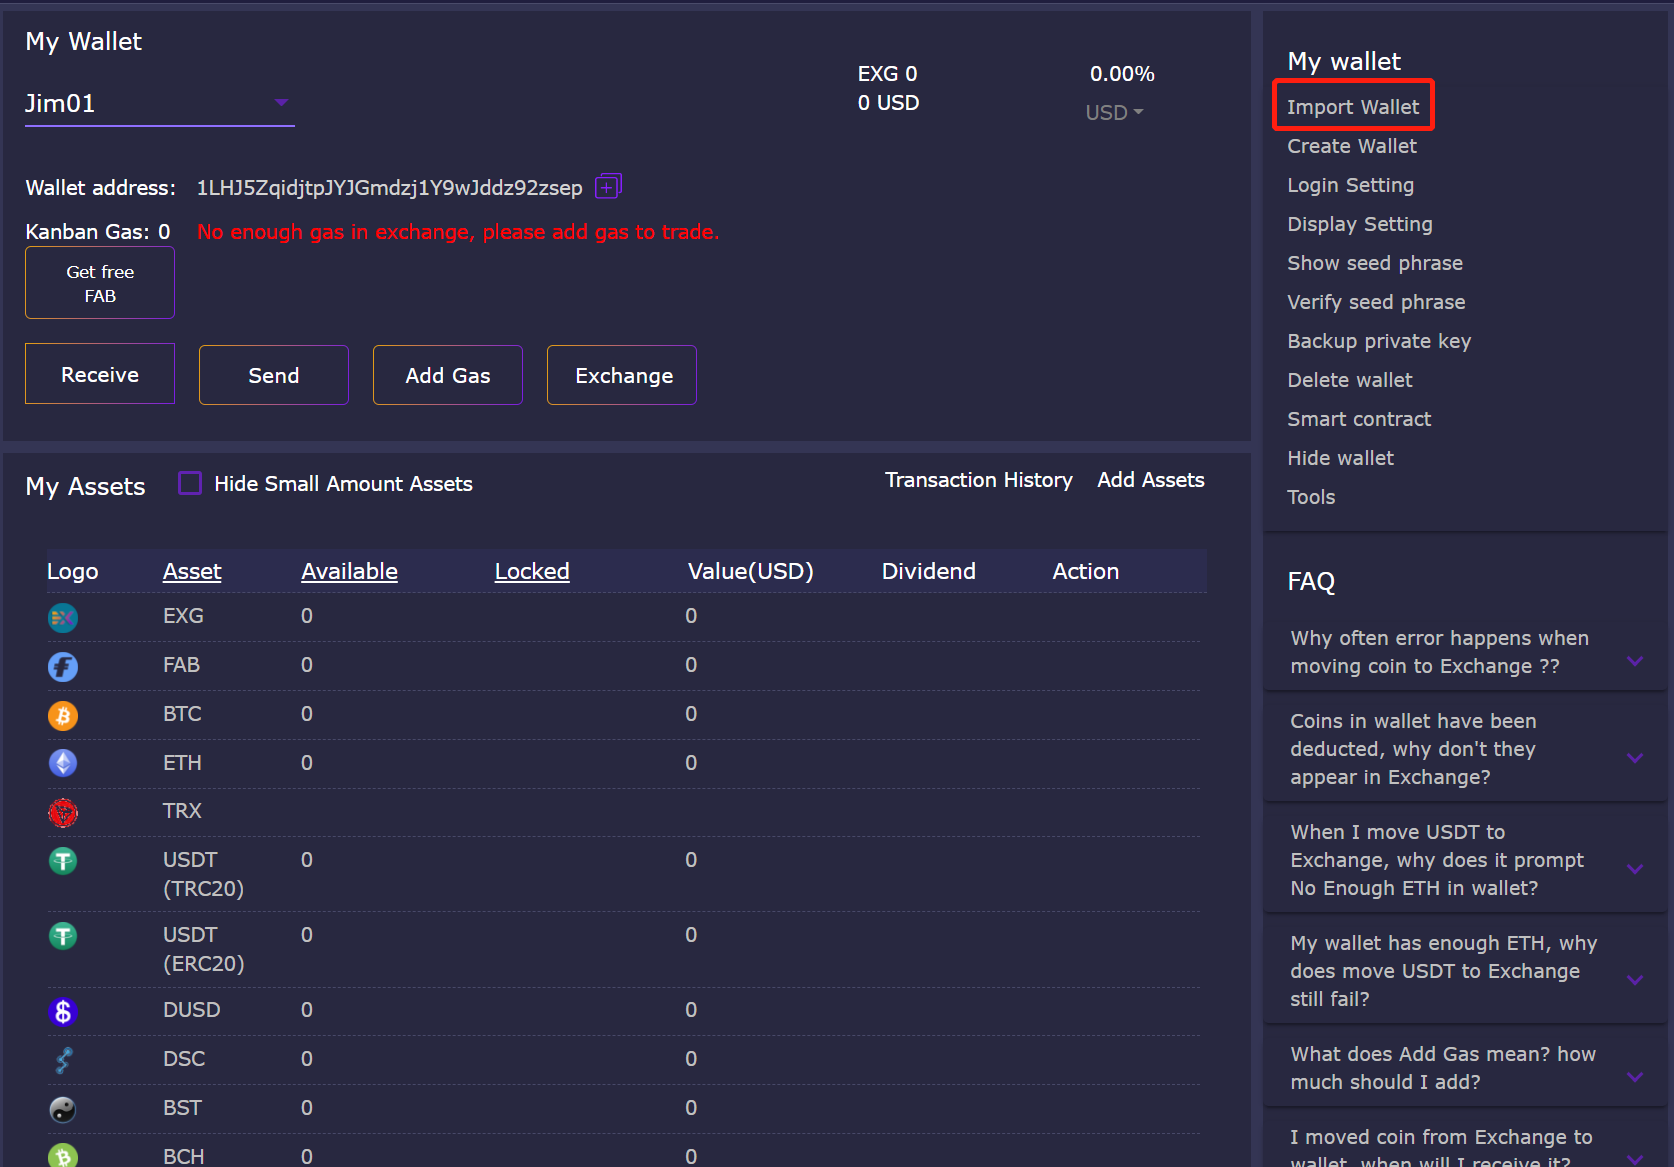 My Wallet
Jim01
EXG 0
0 USD
0.00%
USD
Wallet address: 1LHJ5ZqidjtpJYJGmdzj1Y9wJddz92zsep
Kanban Gas: 0 No enough gas in exchange, please add gas to trade.
Get free
FAB
Receive Send Add Gas Exchange
My Assets Hide Small Amount Assets Transaction History Add Assets
Logo Asset Available Locked Value(USD) Dividend Action
EXG 0 0
FAB 0 0
BTC 0 0
ETH 0 0
TRX
USDT 0 0
(TRC20)
USDT 0 0
(ERC20)
DUSD 0 0
DSC 0 0
BST 0 0
BCH 0 0
My wallet
Import Wallet
Create Wallet
Login Setting
Display Setting
Show seed phrase
Verify seed phrase
Backup private key
Delete wallet
Smart contract
Hide wallet
Tools
FAQ
Why often error happens when
moving coin to Exchange ??
Coins in wallet have been
deducted, why don't they
appear in Exchange?
When I move USDT to
Exchange, why does it prompt
No Enough ETH in wallet?
My wallet has enough ETH, why
does move USDT to Exchange
still fail?
What does Add Gas mean? how
much should I add?
I moved coin from Exchange to
wallet, when will I receive it?